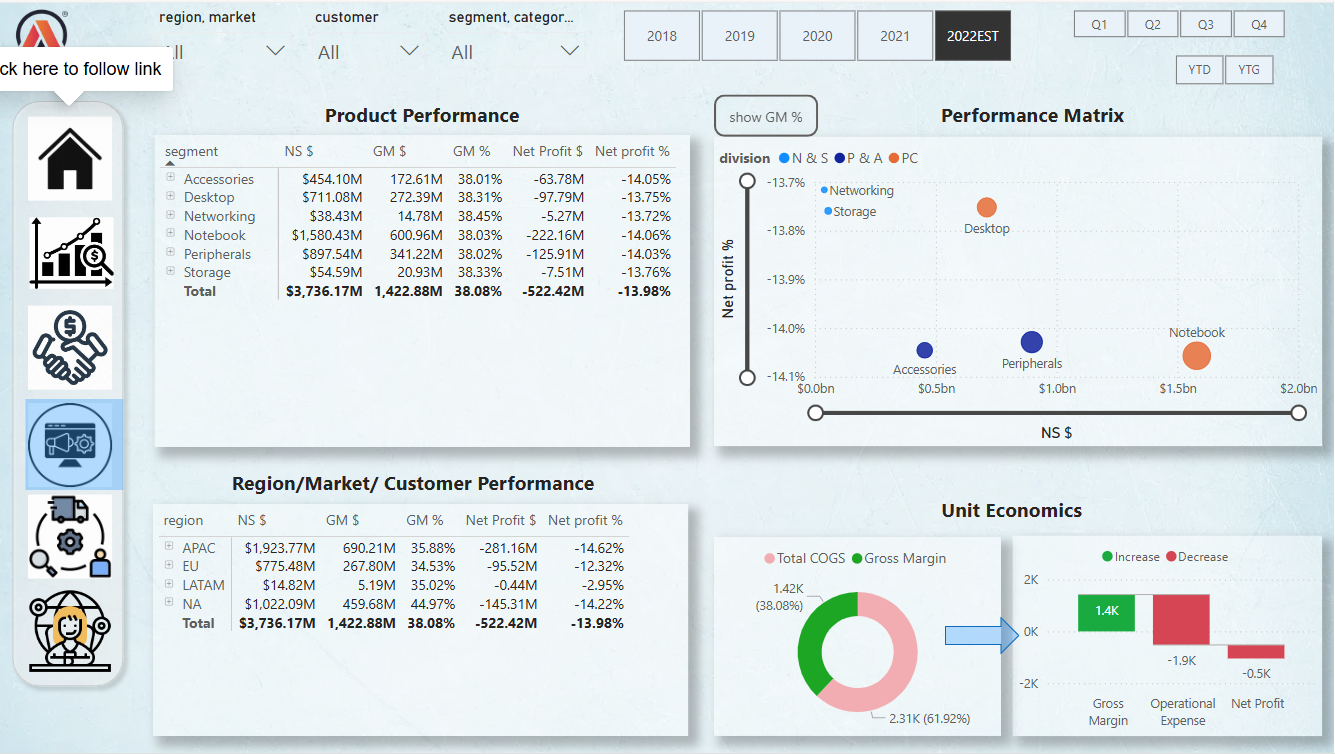 region, market
customer
segment, categor...
All
All
2018
2019
2020
2021
2022EST
Q1
Q2
Q3
Q4
YTD
YTG
ck here to follow link
Product Performance
segment NS $ GM $ GM % Net Profit $ Net profit %
Accessories $454.10M 172.61M 38.01% -63.78M -14.05%
Desktop $711.08M 272.39M 38.31% -97.79M -13.75%
Networking $38.43M 14.78M 38.45% -5.27M -13.72%
Notebook $1,580.43M 600.96M 38.03% -222.16M -14.06%
Peripherals $897.54M 341.22M 38.02% -125.91M -14.03%
Storage $54.59M 20.93M 38.33% -7.51M -13.76%
Total $3,736.17M 1,422.88M 38.08% -522.42M -13.98%
show GM %
Performance Matrix
division N & S P & A PC
Net profit %
-13.7%
-13.8%
-13.9%
-14.0%
-14.1%
Networking
Storage
Desktop
Notebook
Peripherals
Accessories
$0.0bn $0.5bn $1.0bn $1.5bn $2.0bn
NS $
Region/Market/ Customer Performance
region NS $ GM $ GM % Net Profit $ Net profit %
APAC $1,923.77M 690.21M 35.88% -281.16M -14.62%
EU $775.48M 267.80M 34.53% -95.52M -12.32%
LATAM $14.82M 5.19M 35.02% -0.44M -2.95%
NA $1,022.09M 459.68M 44.97% -145.31M -14.22%
Total $3,736.17M 1,422.88M 38.08% -522.42M -13.98%
Unit Economics
Total COGS Gross Margin
1.42K
(38.08%)
2.31K (61.92%)
Increase Decrease
2K
0K
-2K
1.4K
-1.9K
-0.5K
Gross
Margin
Operational
Expense
Net Profit